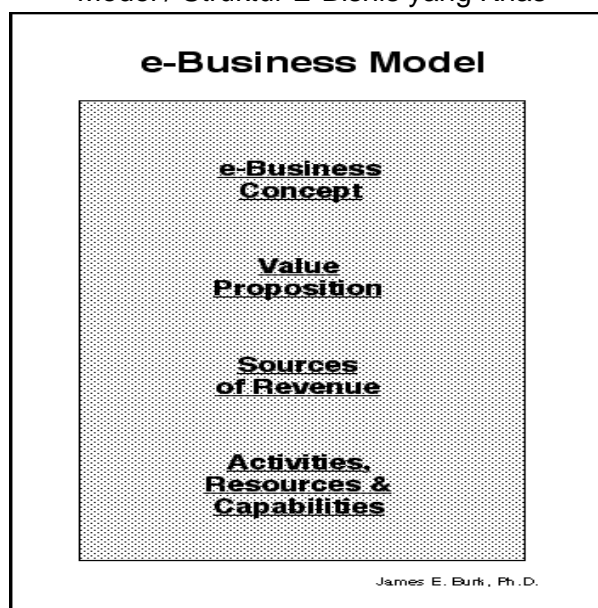 Model / Struktur E-Bisnis yang Khas
e-Business Model
e-Business
Concept
Value
Proposition
Sources
of Revenue
Activities,
Resources &
Capabilities
James E. Burk, Ph.D.